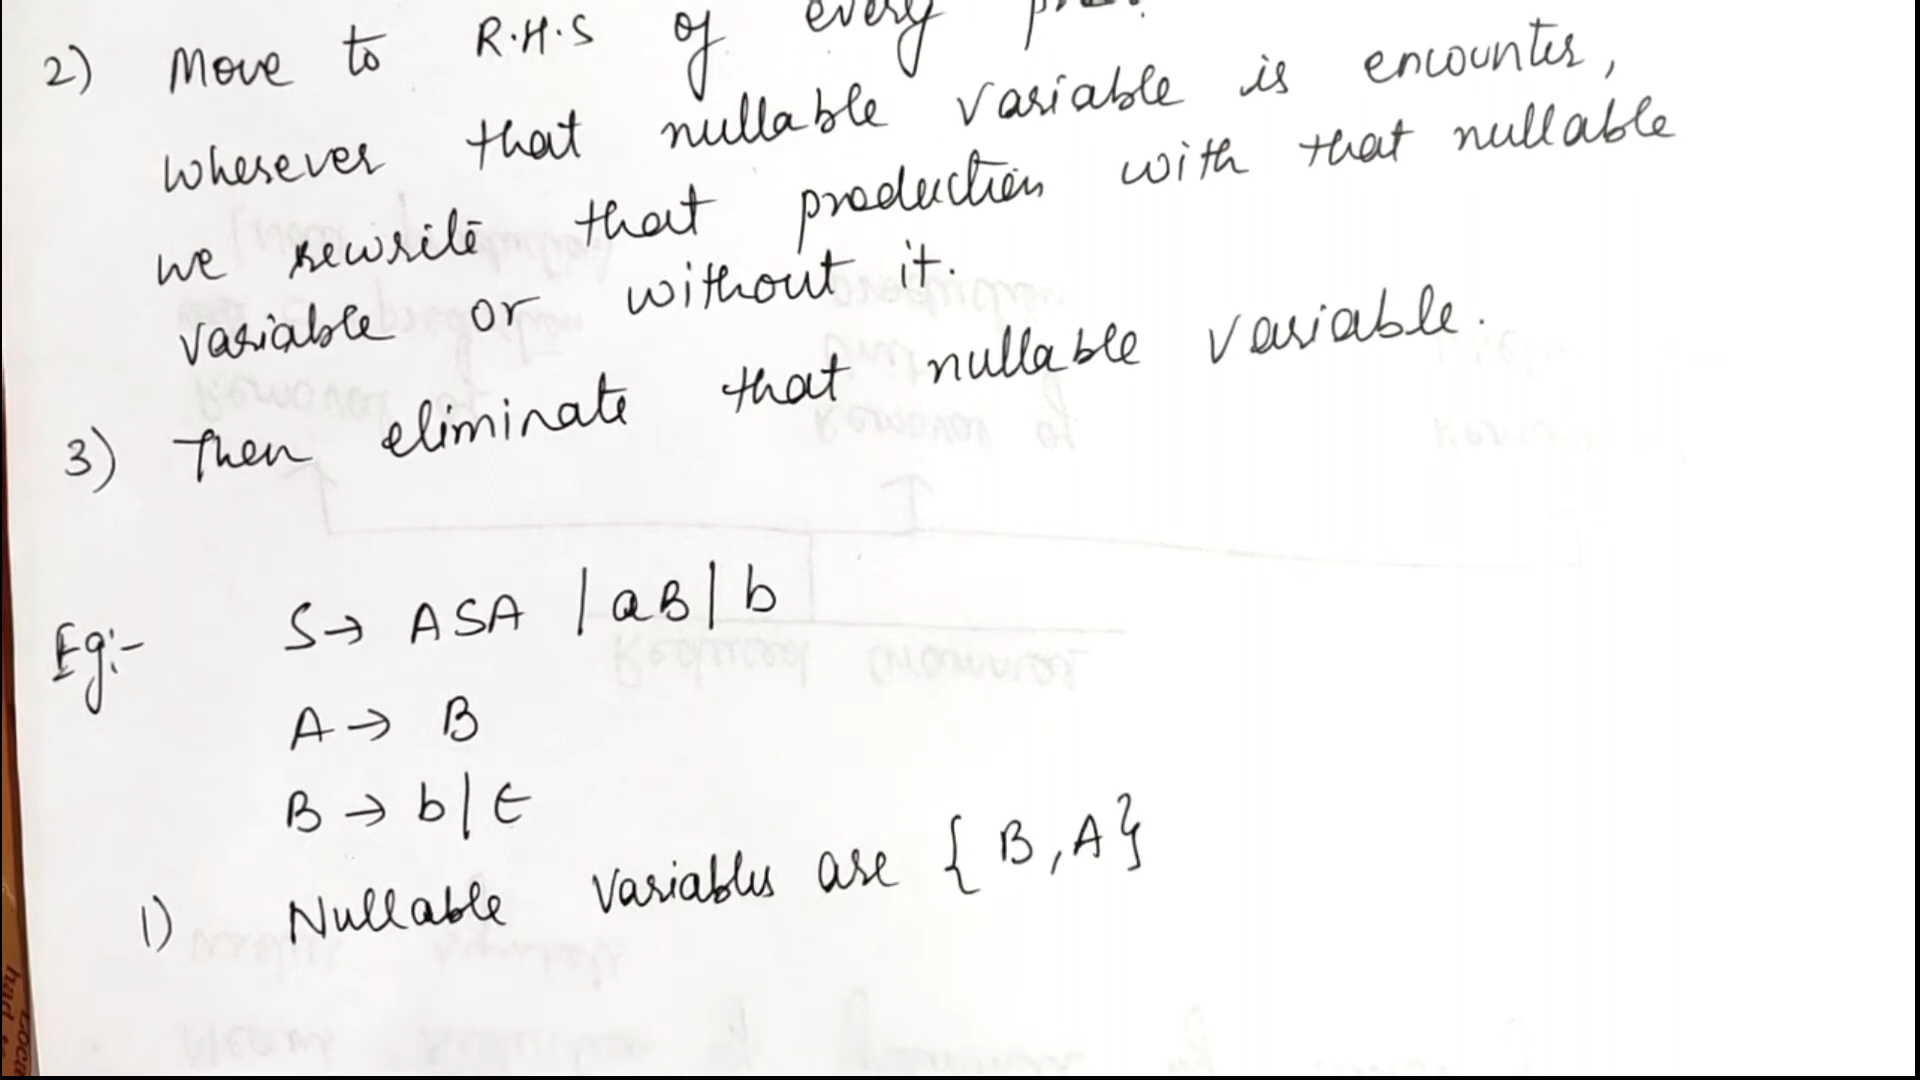 2) Move to R.H.S of every
wherever that nullable variable is encounter,
we rewrite that production with that nullable
variable or without it.
3) Then eliminate that nullable variable.
Eg:- S → ASA | aB | b
A → B
B → b | ϵ
1) Nullable variables are { B, A }